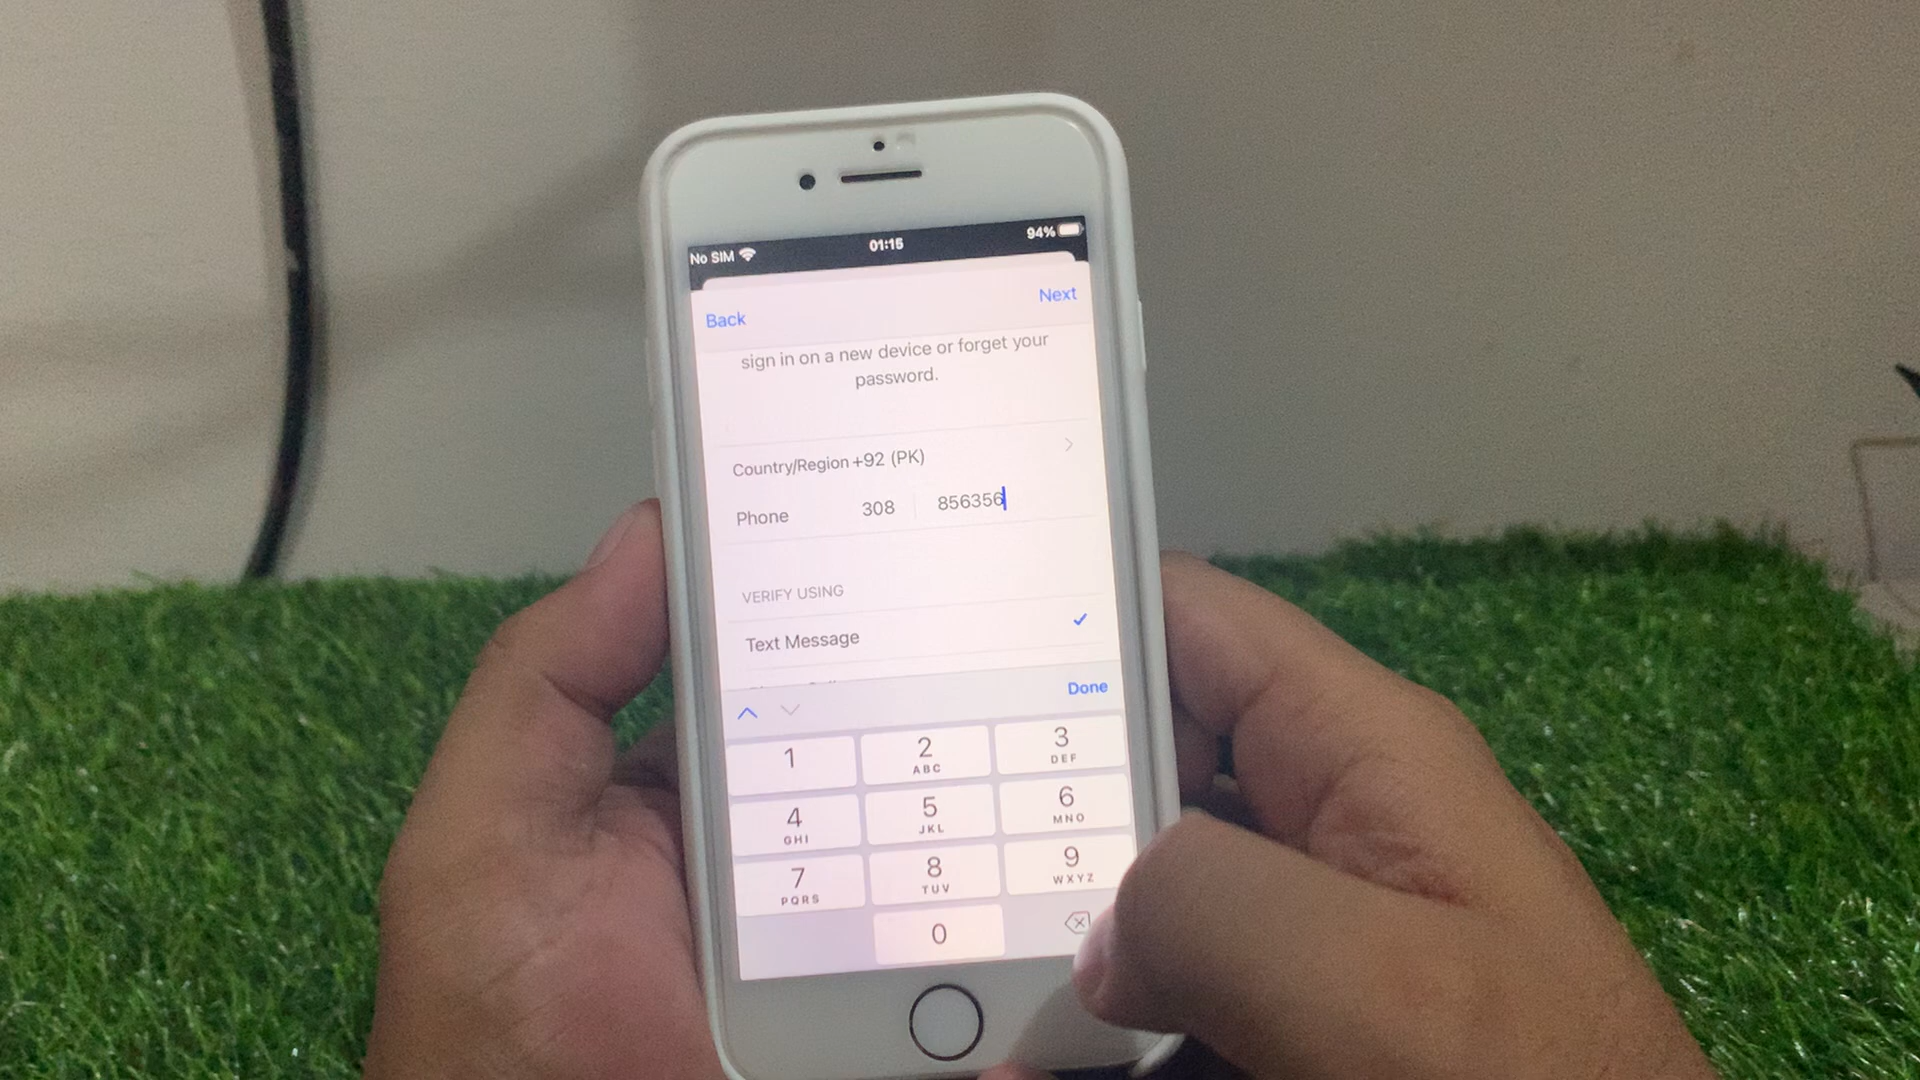 No SIM 01:15 94%
Back Next
sign in on a new device or forget your
password.
Country/Region +92 (PK)
Phone 308 856356
VERIFY USING
Text Message
Done
1 2 3
ABC DEF
4 5 6
GHI JKL MNO
7 8 9
PQRS TUV WXYZ
0